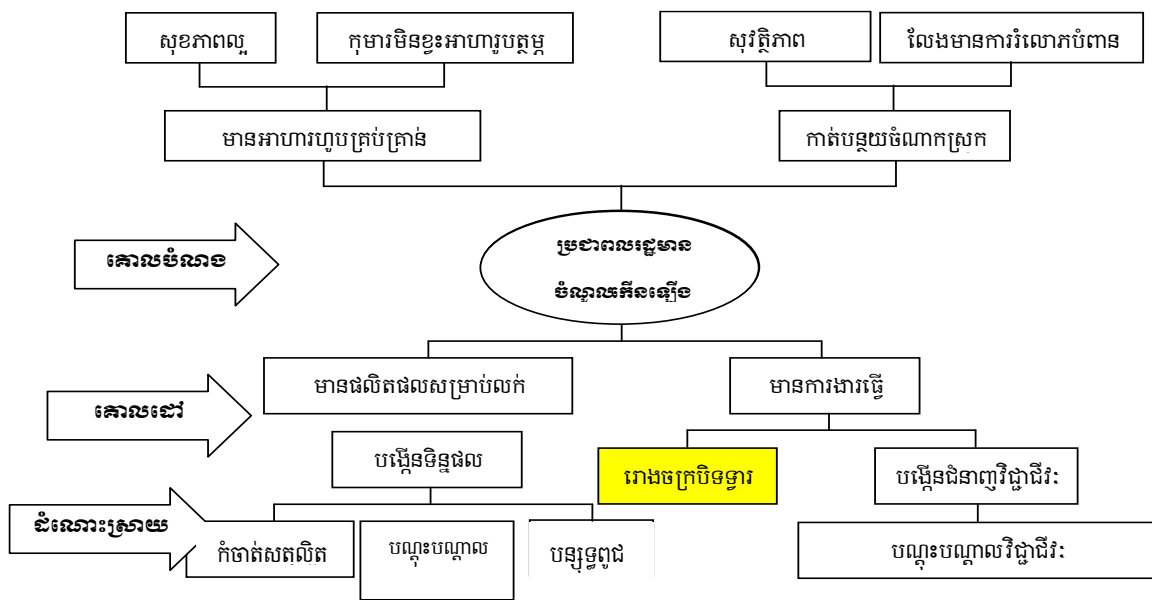 សុខភាពល្អ
កុមារមិនខ្វះអាហារូបត្ថម្ភ
សុវត្ថិភាព
លែងមានការរំលោភបំពាន
មានអាហារហូបគ្រប់គ្រាន់
កាត់បន្ថយចំណាកស្រុក
គោលបំណង
ប្រជាពលរដ្ឋមាន
ចំណូលកើនឡើង
មានផលិតផលសម្រាប់លក់
មានការងារធ្វើ
គោលដៅ
បង្កើនទិន្នផល
រោងចក្របិទទ្វារ
បង្កើនជំនាញវិជ្ជាជីវៈ
ដំណោះស្រាយ
កំចាត់សត្វល្អិត
បណ្តុះបណ្តាល
បន្សុទ្ធពូជ
បណ្តុះបណ្តាលវិជ្ជាជីវៈ